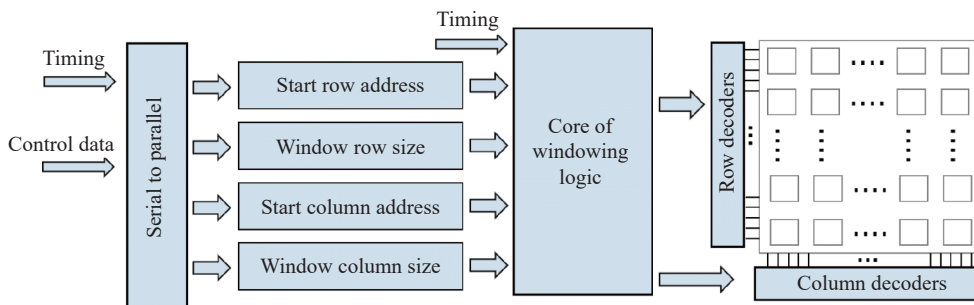 Timing
Timing
Control data
Serial to parallel
Start row address
Window row size
Start column address
Window column size
Core of
windowing
logic
Row decoders
Column decoders